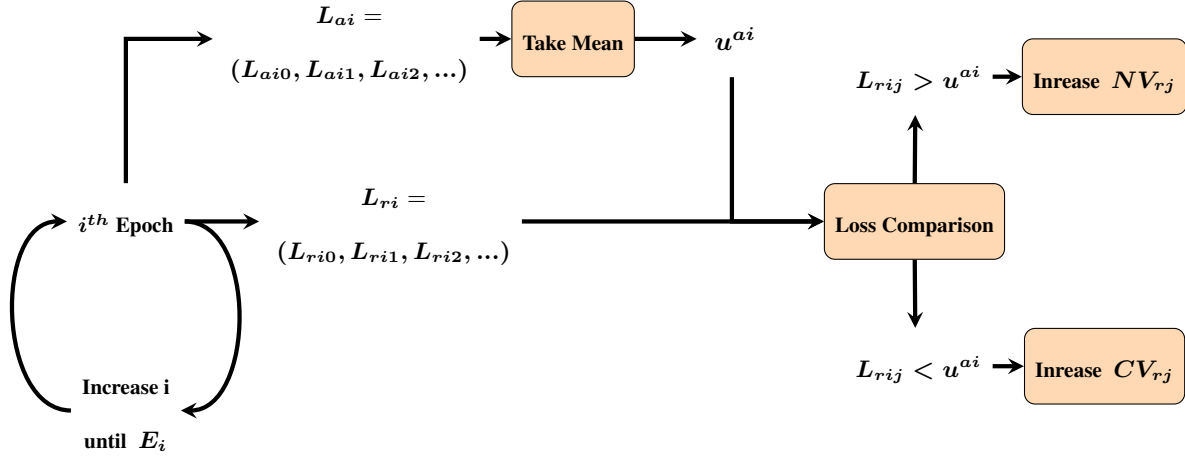 L_{ai} =
(L_{ai0}, L_{ai1}, L_{ai2}, ...)
Take Mean
u^{ai}
L_{rij} > u^{ai}
Inrease NV_{rj}
i^{th} Epoch
L_{ri} =
(L_{ri0}, L_{ri1}, L_{ri2}, ...)
Loss Comparison
L_{rij} < u^{ai}
Inrease CV_{rj}
Increase i
until E_i